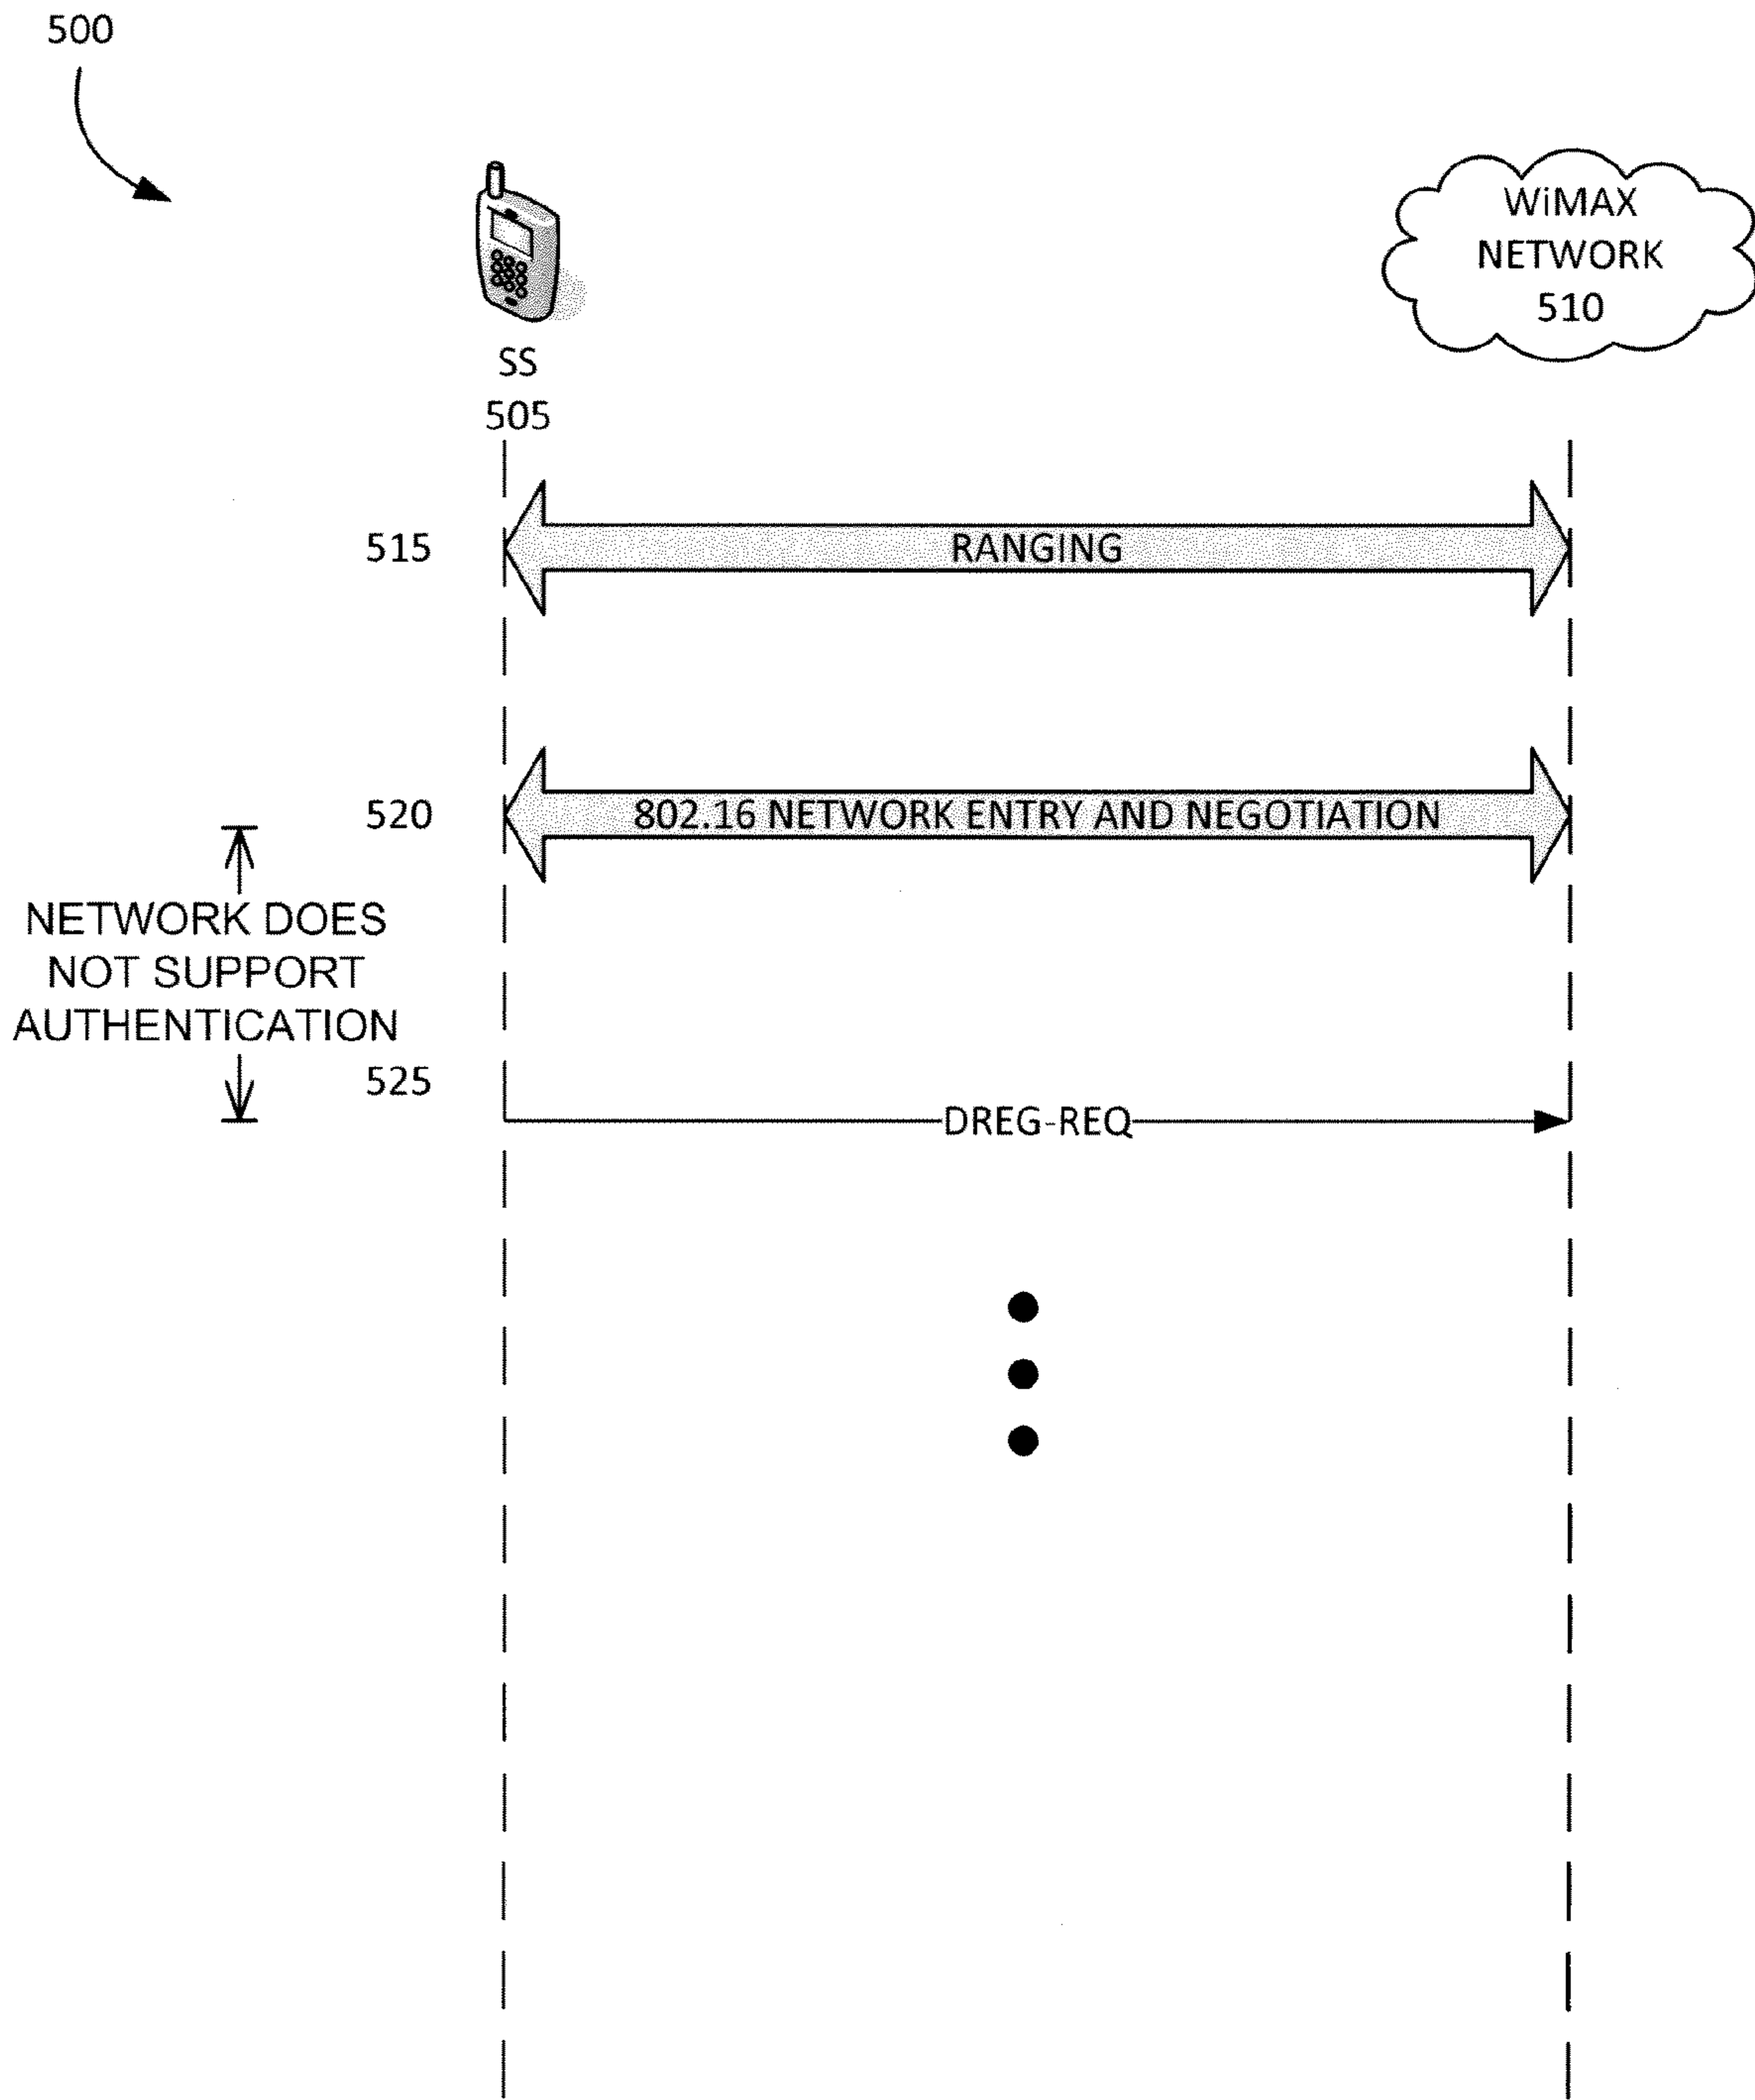 500
WiMAX
NETWORK
510
SS
505
515
RANGING
520
802.16 NETWORK ENTRY AND NEGOTIATION
NETWORK DOES
NOT SUPPORT
AUTHENTICATION
525
DREG-REQ